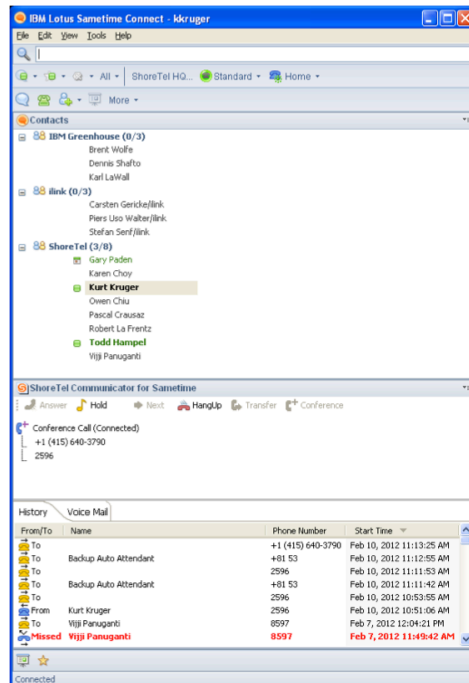 IBM Lotus Sametime Connect - kkruger
File Edit View Tools Help
All ShoreTel HQ... Standard Home
More
Contacts
IBM Greenhouse (0/3)
Brent Wolfe
Dennis Shafto
Karl LaWall
ilink (0/3)
Carsten Gericke/ilink
Piers Uso Walter/ilink
Stefan Senf/ilink
ShoreTel (3/8)
Gary Paden
Karen Choy
Kurt Kruger
Owen Chiu
Pascal Crausaz
Robert La Frentz
Todd Hampel
Vijji Panuganti
ShoreTel Communicator for Sametime
Answer Hold Next HangUp Transfer Conference
Conference Call (Connected)
+1 (415) 640-3790
2596
History Voice Mail
From/To Name Phone Number Start Time
To +1 (415) 640-3790 Feb 10, 2012 11:13:25 AM
To Backup Auto Attendant +81 53 Feb 10, 2012 11:12:55 AM
To 2596 Feb 10, 2012 11:11:53 AM
To Backup Auto Attendant +81 53 Feb 10, 2012 11:11:42 AM
To 2596 Feb 10, 2012 10:53:55 AM
From Kurt Kruger 2596 Feb 10, 2012 10:51:06 AM
To Vijji Panuganti 8597 Feb 7, 2012 12:04:21 PM
Missed Vijji Panuganti 8597 Feb 7, 2012 11:49:42 AM
Connected